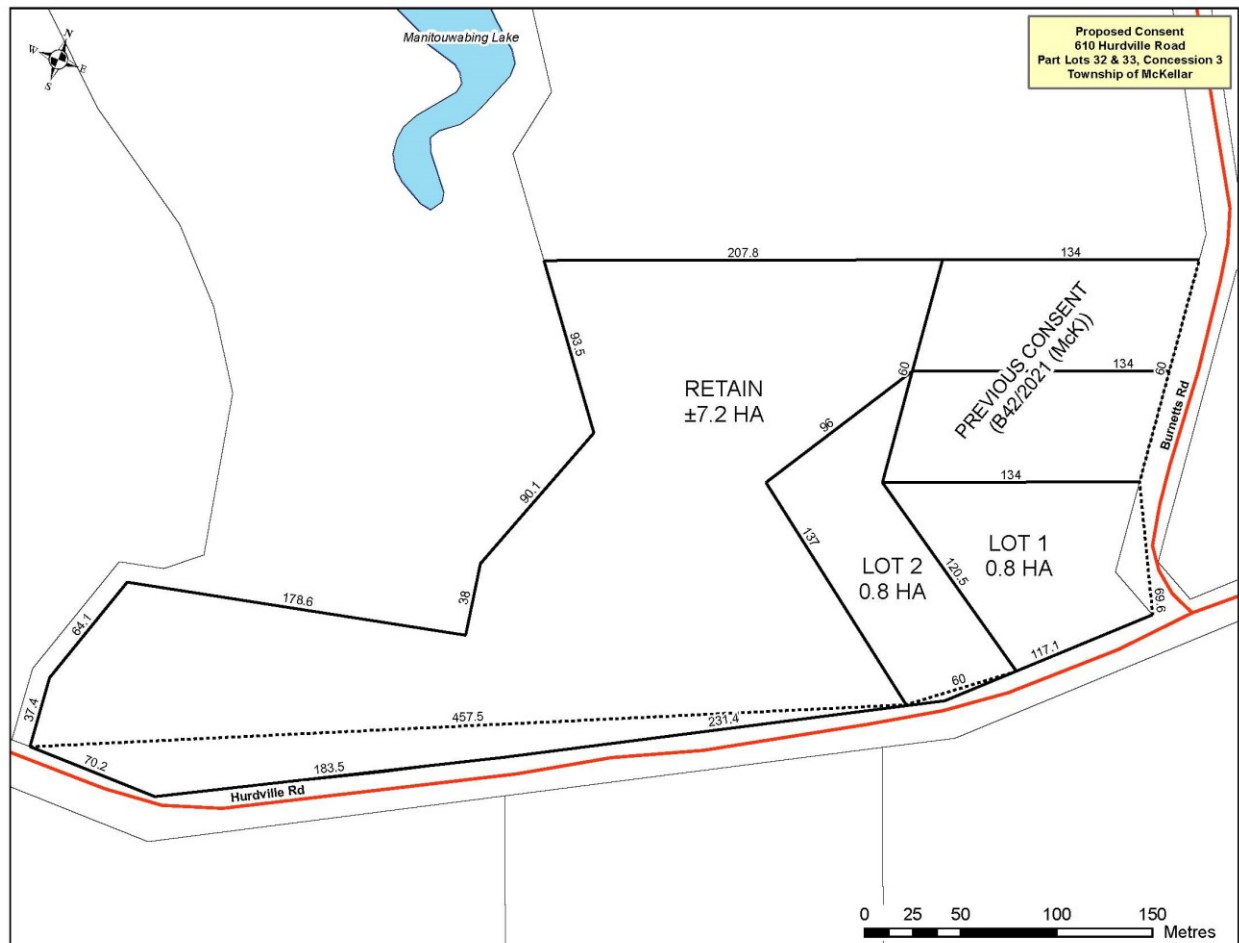 Proposed Consent
610 Hurdville Road
Part Lots 32 & 33, Concession 3
Township of McKellar
N
W
E
S
Manitouwabing Lake
207.8
134
93.5
RETAIN
±7.2 HA
60
134
60
PREVIOUS CONSENT
(B42/2021 (McK))
Burnetts Rd
96
90.1
134
137
LOT 1
0.8 HA
120.5
LOT 2
0.8 HA
38
178.6
64.1
69.6
117.1
60
37.4
457.5
231.4
70.2
183.5
Hurdville Rd
0 25 50 100 150
Metres